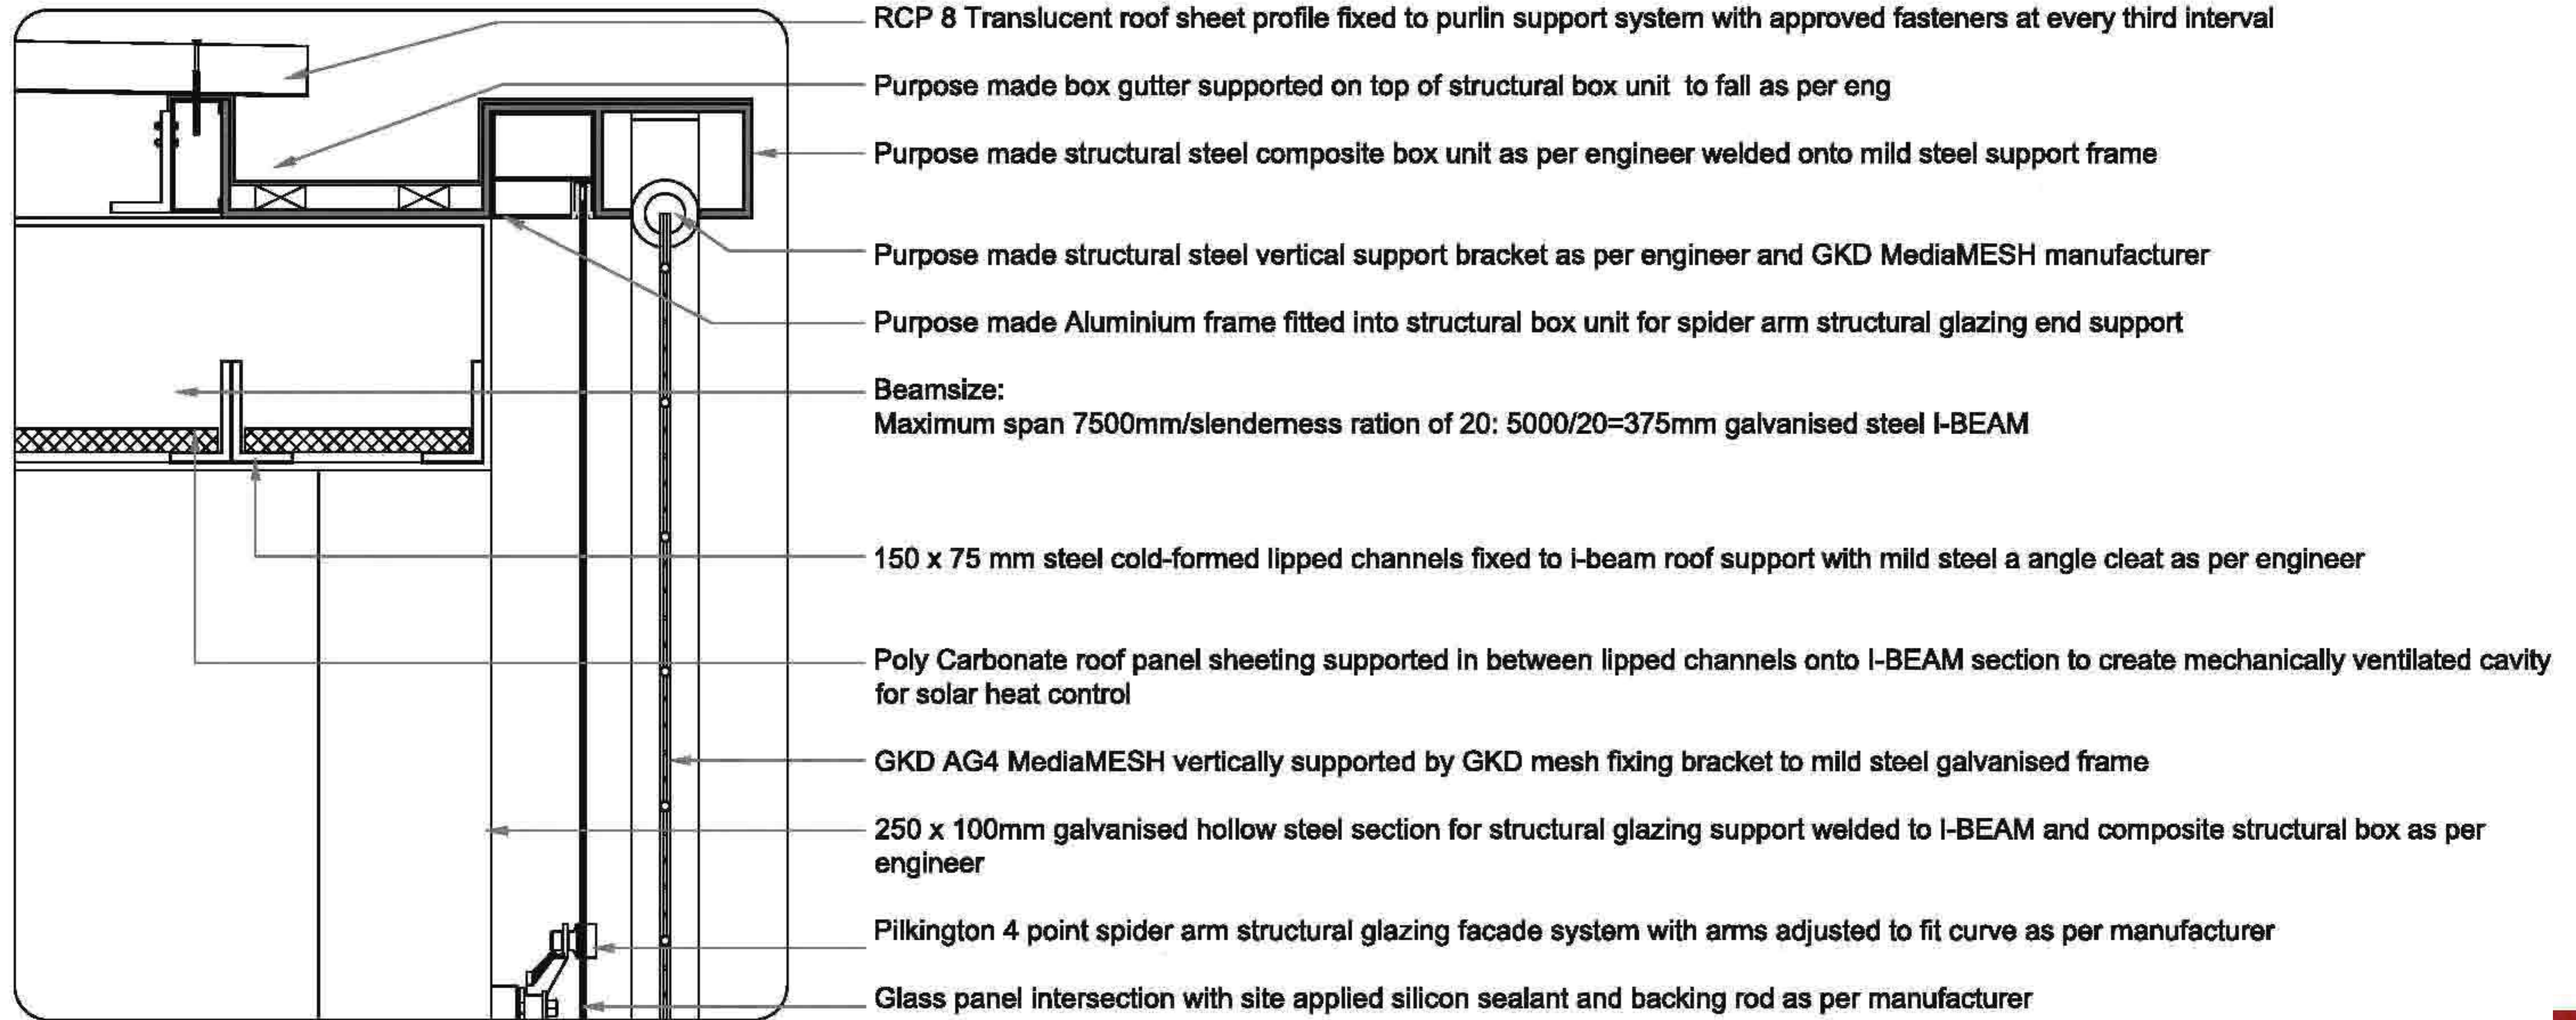 RCP 8 Translucent roof sheet profile fixed to purlin support system with approved fasteners at every third interval
Purpose made box gutter supported on top of structural box unit to fall as per eng
Purpose made structural steel composite box unit as per engineer welded onto mild steel support frame
Purpose made structural steel vertical support bracket as per engineer and GKD MediaMESH manufacturer
Purpose made Aluminium frame fitted into structural box unit for spider arm structural glazing end support
Beamsize:
Maximum span 7500mm/slenderness ration of 20: 5000/20=375mm galvanised steel I-BEAM
150 x 75 mm steel cold-formed lipped channels fixed to i-beam roof support with mild steel a angle cleat as per engineer
Poly Carbonate roof panel sheeting supported in between lipped channels onto I-BEAM section to create mechanically ventilated cavity
for solar heat control
GKD AG4 MediaMESH vertically supported by GKD mesh fixing bracket to mild steel galvanised frame
250 x 100mm galvanised hollow steel section for structural glazing support welded to I-BEAM and composite structural box as per
engineer
Pilkington 4 point spider arm structural glazing facade system with arms adjusted to fit curve as per manufacturer
Glass panel intersection with site applied silicon sealant and backing rod as per manufacturer